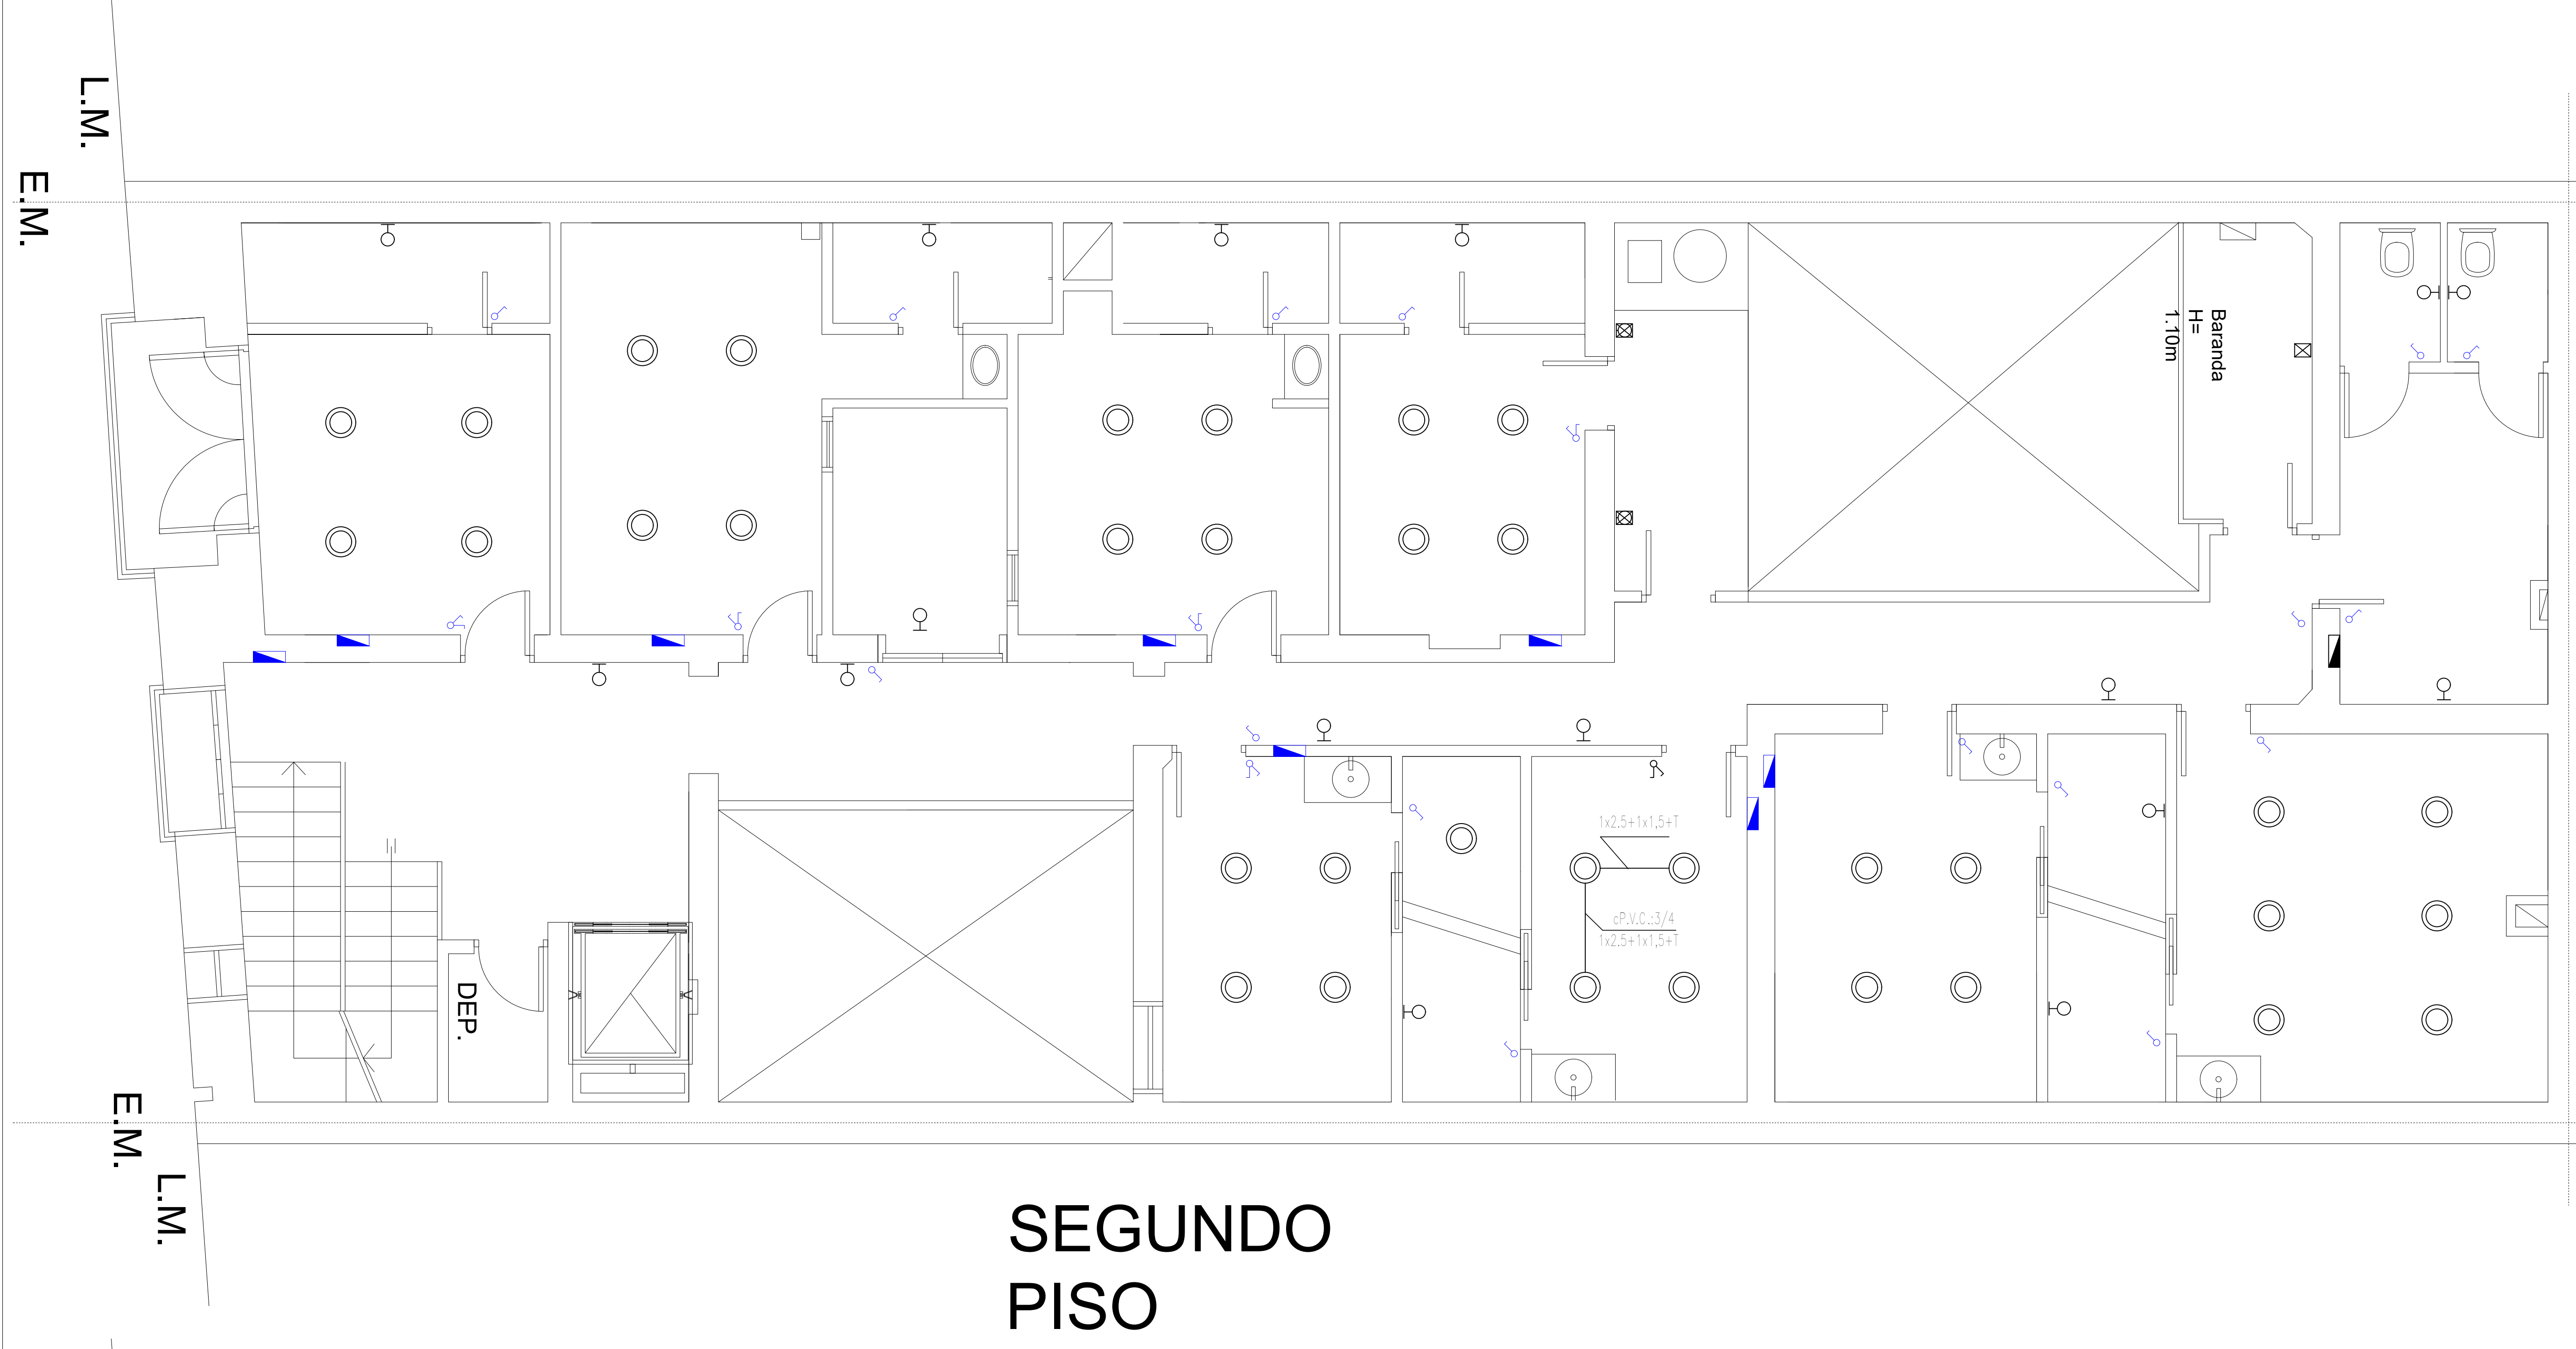 L.M.
E.M.
Baranda
H=
1.10m
1x2.5+1x1,5+T
cP.V.C.:3/4
1x2.5+1x1,5+T
DEP.
E.M.
L.M.
SEGUNDO
PISO